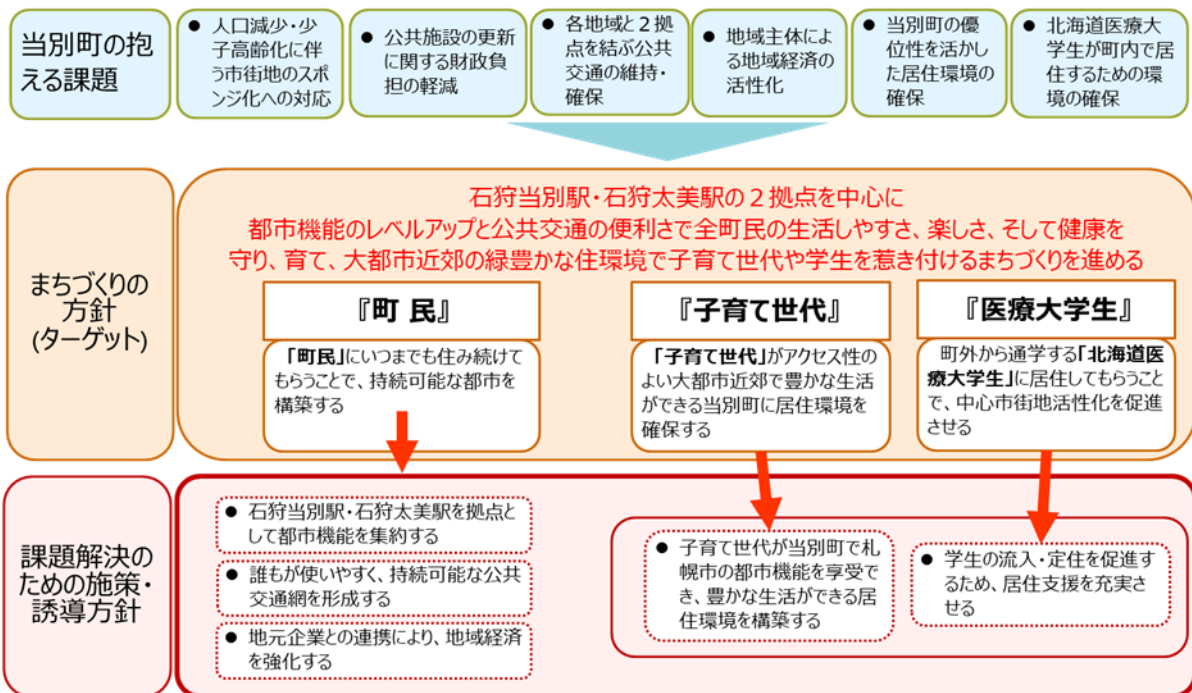 当別町の抱
える課題
● 人口減少・少
子高齢化に伴
う市街地のスポ
ンジ化への対応
● 公共施設の更新
に関する財政負
担の軽減
● 各地域と２拠
点を結ぶ公共
交通の維持・
確保
● 地域主体によ
る地域経済の
活性化
● 当別町の優
位性を活かし
た居住環境の
確保
● 北海道医療大
学生が町内で居
住するための環
境の確保
まちづくりの
方針
(ターゲット)
石狩当別駅・石狩太美駅の２拠点を中心に
都市機能のレベルアップと公共交通の便利さで全町民の生活しやすさ、楽しさ、そして健康を
守り、育て、大都市近郊の緑豊かな住環境で子育て世代や学生を惹き付けるまちづくりを進める
『町 民』
「町民」にいつまでも住み続けて
もらうことで、持続可能な都市を
構築する
『子育て世代』
「子育て世代」がアクセス性の
よい大都市近郊で豊かな生活
ができる当別町に居住環境を
確保する
『医療大学生』
町外から通学する「北海道医
療大学生」に居住してもらうこと
で、中心市街地活性化を促進
させる
課題解決の
ための施策・
誘導方針
● 石狩当別駅・石狩太美駅を拠点と
して都市機能を集約する
● 誰もが使いやすく、持続可能な公共
交通網を形成する
● 地元企業との連携により、地域経済
を強化する
● 子育て世代が当別町で札
幌市の都市機能を享受で
き、豊かな生活ができる居
住環境を構築する
● 学生の流入・定住を促進す
るため、居住支援を充実さ
せる